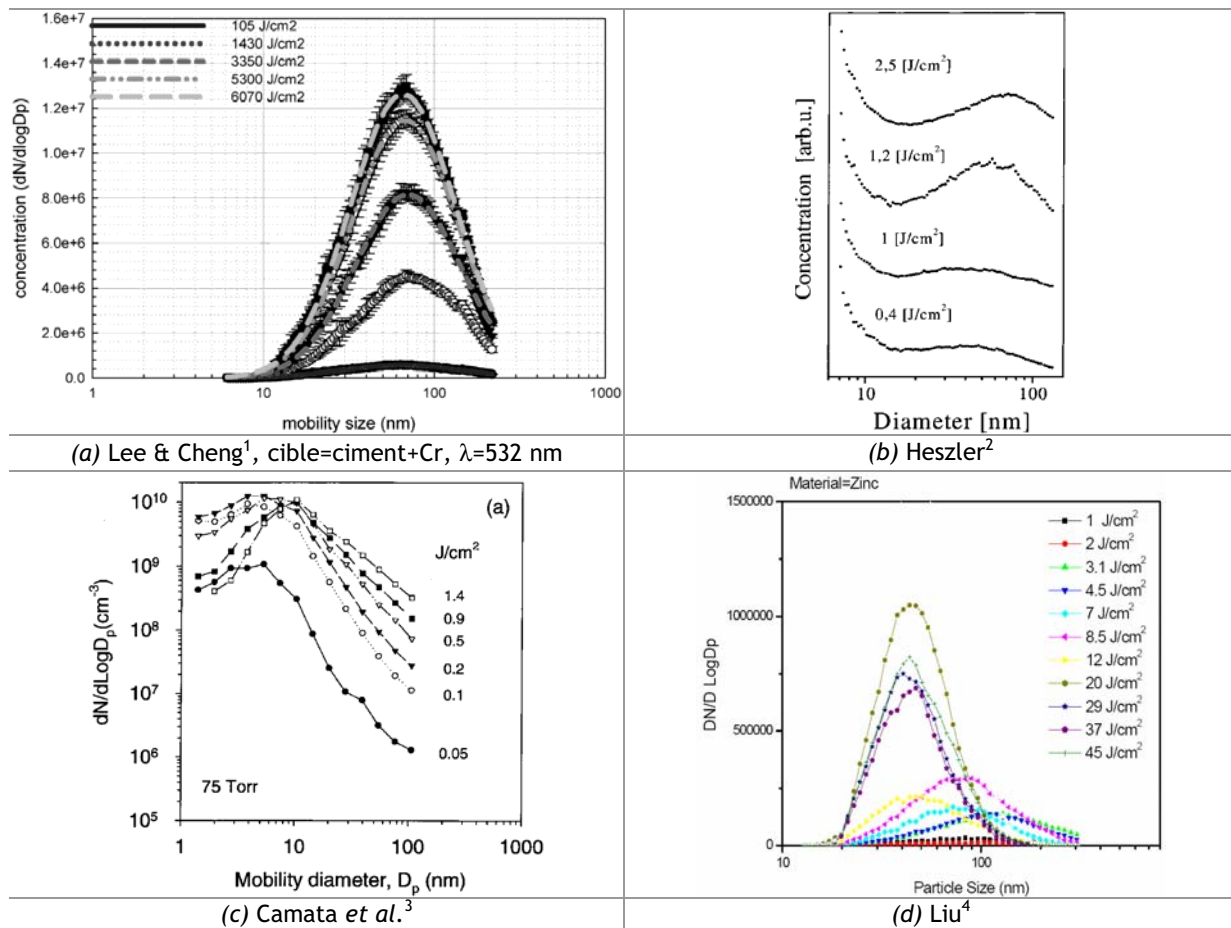 1.6e+7
1.4e+7
1.2e+7
1.0e+7
8.0e+6
6.0e+6
4.0e+6
2.0e+6
0.0
concentration (dN/dlogDp)
105 J/cm2
1430 J/cm2
3350 J/cm2
5300 J/cm2
6070 J/cm2
1 10 100 1000
mobility size (nm)
(a) Lee & Cheng¹, cible=ciment+Cr, λ=532 nm
Concentration [arb.u.]
2,5 [J/cm²]
1,2 [J/cm²]
1 [J/cm²]
0,4 [J/cm²]
10 100
Diameter [nm]
(b) Heszler²
dN/dLogDₚ(cm⁻³)
10¹⁰
10⁹
10⁸
10⁷
10⁶
10⁵
(a)
J/cm²
1.4
0.9
0.5
0.2
0.1
0.05
75 Torr
1 10 100 1000
Mobility diameter, Dₚ (nm)
(c) Camata et al.³
Material=Zinc
1500000
1000000
500000
0
DN/D LogDp
1 J/cm²
2 J/cm²
3.1 J/cm²
4.5 J/cm²
7 J/cm²
8.5 J/cm²
12 J/cm²
20 J/cm²
29 J/cm²
37 J/cm²
45 J/cm²
10 100
Particle Size (nm)
(d) Liu⁴